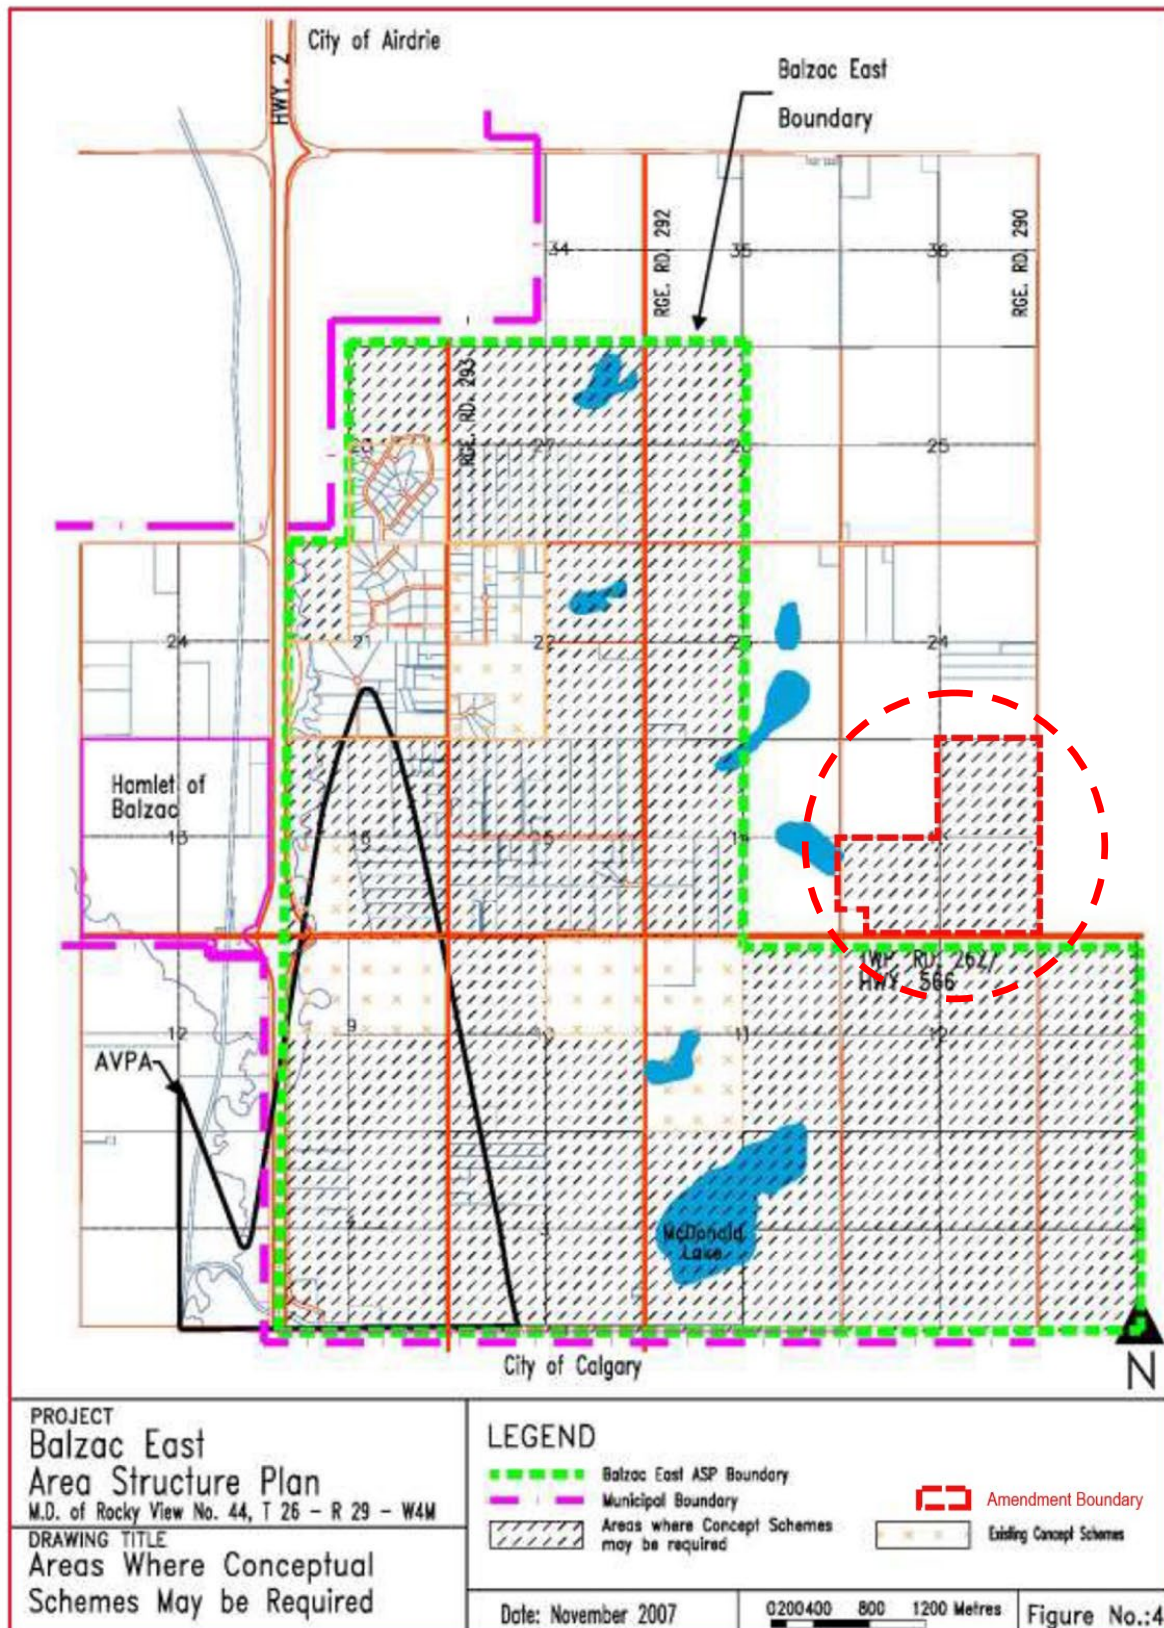 City of Airdrie
HWY. 2
Balzac East
Boundary
RGE. RD. 292
RGE. RD. 290
34
35
36
RGE. RD. 293
27
26
25
24
21
22
23
24
Hamlet of
Balzac
13
16
15
14
TWP. RD. 262/
HWY 566
12
9
10
11
12
AVPA
4
3
McDonald
Lake
City of Calgary
N
PROJECT
Balzac East
Area Structure Plan
M.D. of Rocky View No. 44, T 26 - R 29 - W4M
DRAWING TITLE
Areas Where Conceptual
Schemes May be Required
LEGEND
Balzac East ASP Boundary
Municipal Boundary
Areas where Concept Schemes
may be required
Amendment Boundary
Existing Concept Schemes
Date: November 2007
0 200 400 800 1200 Metres
Figure No.:4